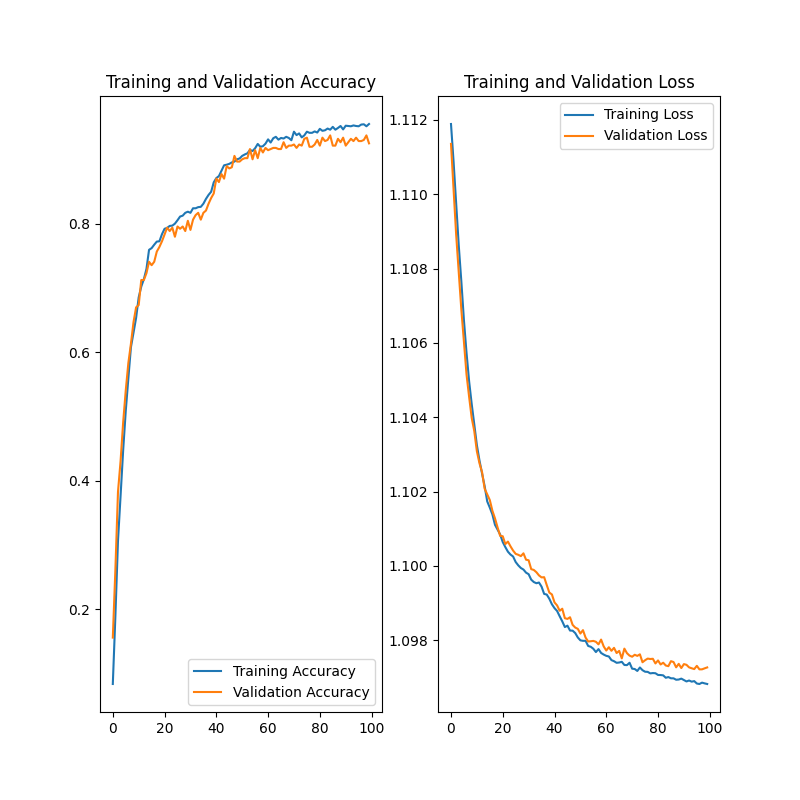 Training and Validation Accuracy
0.8
0.6
0.4
0.2
0 20 40 60 80 100
Training Accuracy
Validation Accuracy
Training and Validation Loss
1.112
1.110
1.108
1.106
1.104
1.102
1.100
1.098
0 20 40 60 80 100
Training Loss
Validation Loss